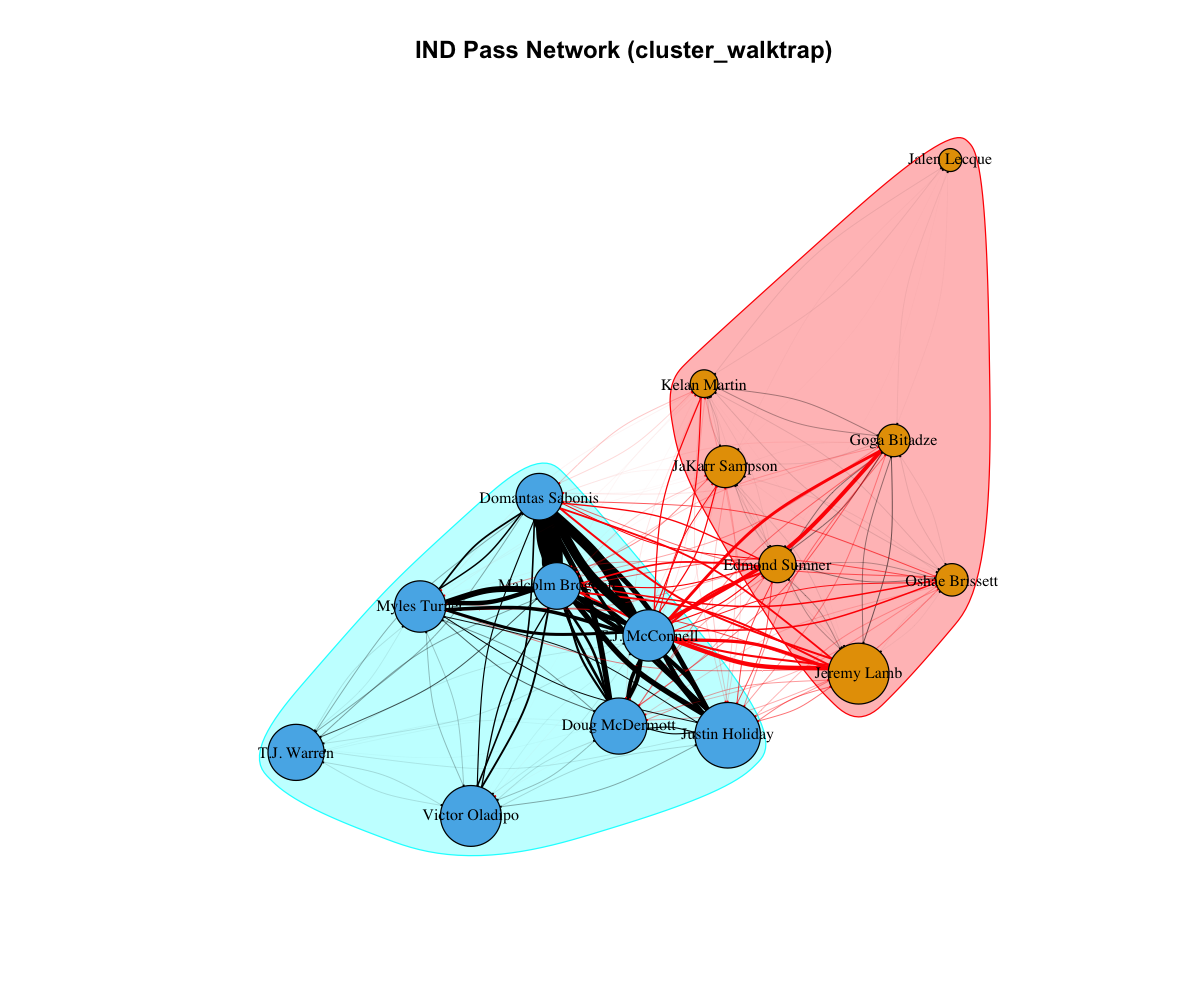 IND Pass Network (cluster_walktrap)
Jalen Lecque
Kelan Martin
Goga Bitadze
JaKarr Sampson
Domantas Sabonis
Edmond Sumner
Oshae Brissett
Malcolm
Myles Turner
McConnell
Jeremy Lamb
Doug McDermott
Justin Holiday
T.J. Warren
Victor Oladipo